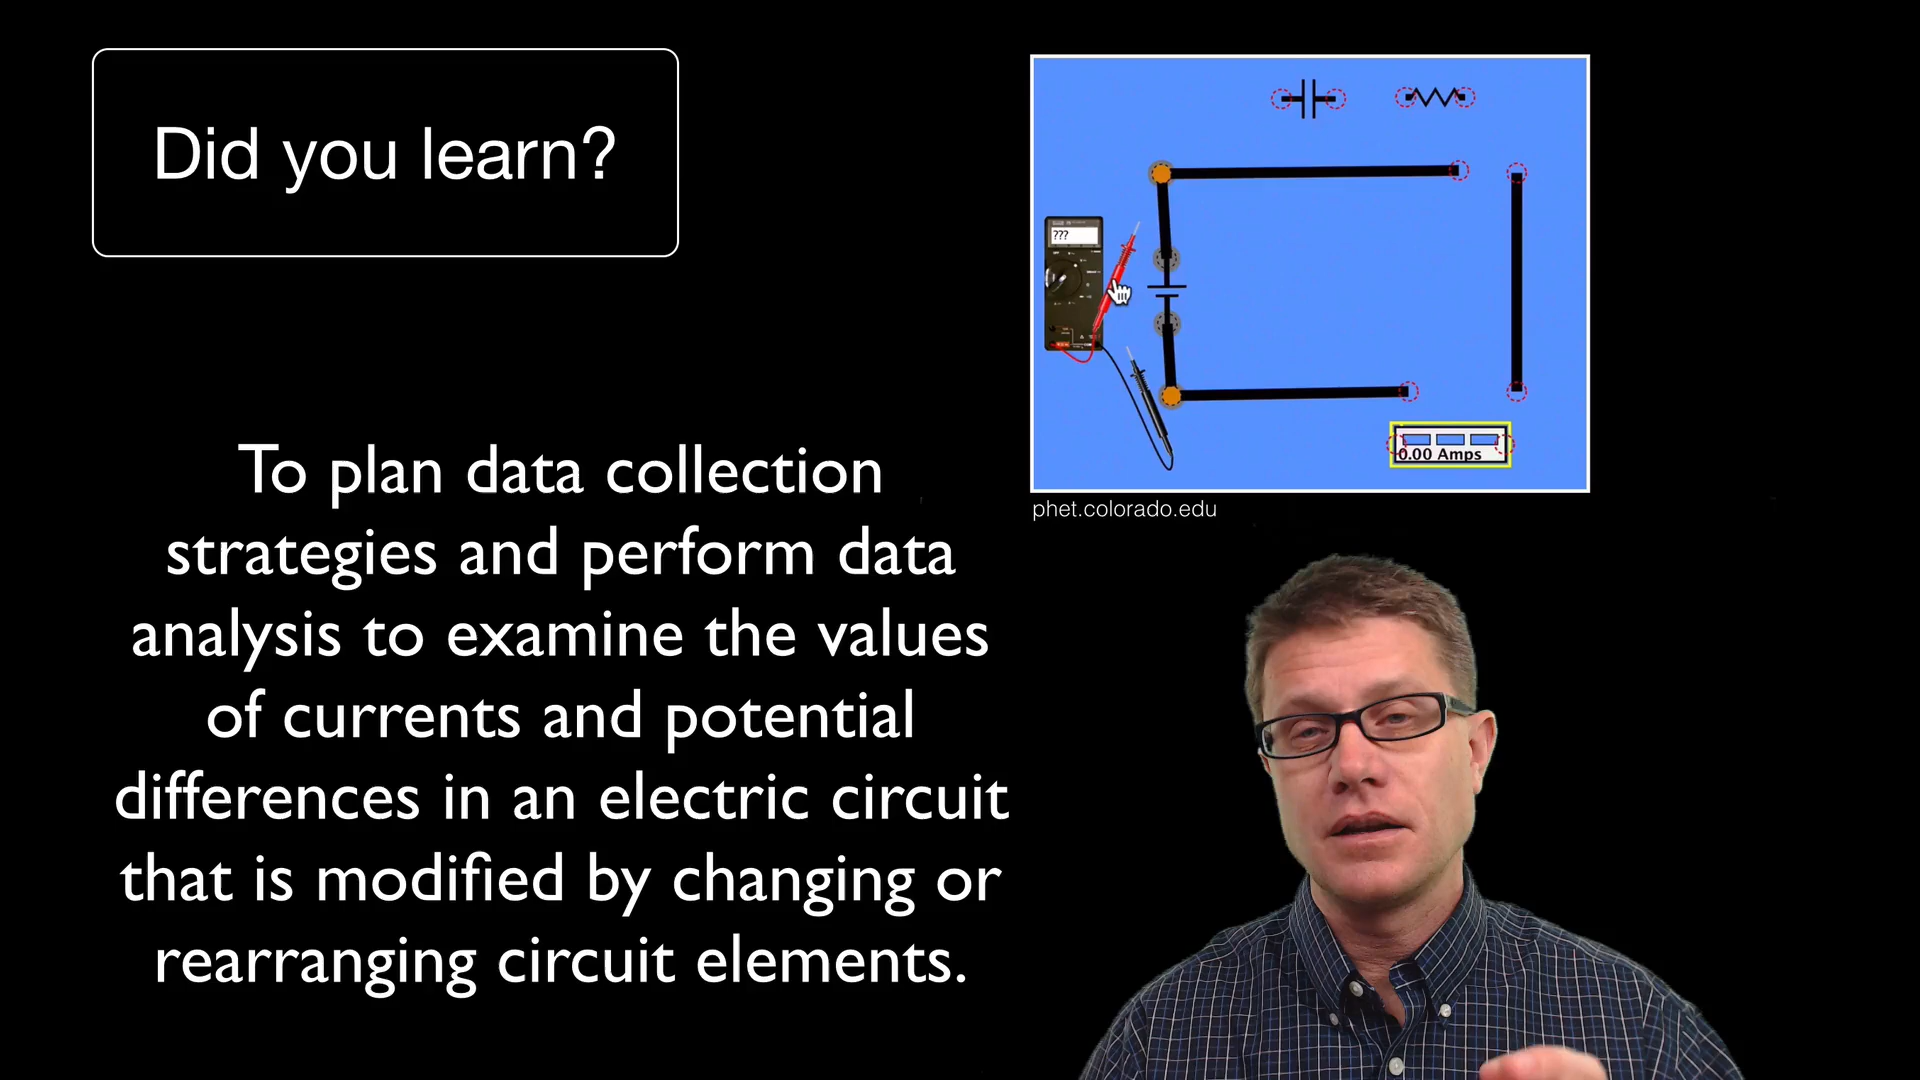 Did you learn?
???
0.00 Amps
phet.colorado.edu
To plan data collection
strategies and perform data
analysis to examine the values
of currents and potential
differences in an electric circuit
that is modified by changing or
rearranging circuit elements.